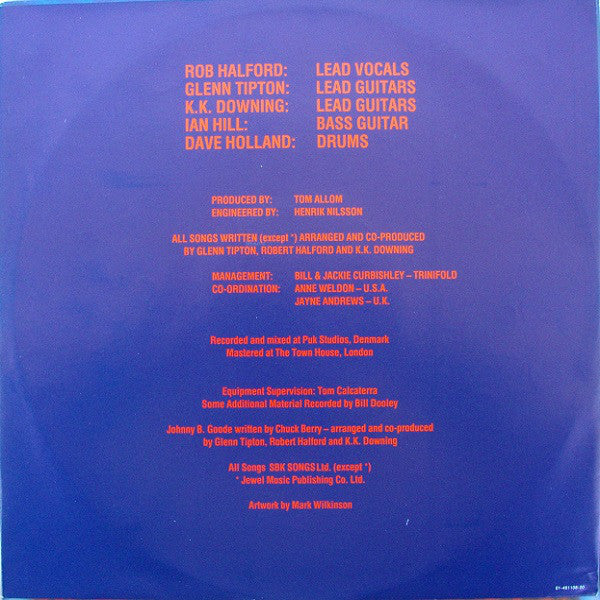 ROB HALFORD: LEAD VOCALS
GLENN TIPTON: LEAD GUITARS
K.K. DOWNING: LEAD GUITARS
IAN HILL: BASS GUITAR
DAVE HOLLAND: DRUMS
PRODUCED BY: TOM ALLOM
ENGINEERED BY: HENRIK NILSSON
ALL SONGS WRITTEN (except *) ARRANGED AND CO-PRODUCED
BY GLENN TIPTON, ROBERT HALFORD AND K.K. DOWNING
MANAGEMENT: BILL & JACKIE CURBISHLEY – TRINIFOLD
CO-ORDINATION: ANNE WELDON – U.S.A.
JAYNE ANDREWS – U.K.
Recorded and mixed at Puk Studios, Denmark
Mastered at The Town House, London
Equipment Supervision: Tom Calcaterra
Some Additional Material Recorded by Bill Dooley
Johnny B. Goode written by Chuck Berry – arranged and co-produced
by Glenn Tipton, Robert Halford and K.K. Downing
All Songs SBK SONGS Ltd. (except *)
* Jewel Music Publishing Co. Ltd.
Artwork by Mark Wilkinson